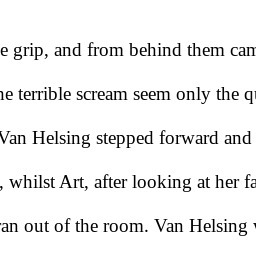 e grip, and from behind them cam
ne terrible scream seem only the qu
Van Helsing stepped forward and
, whilst Art, after looking at her fa
ran out of the room. Van Helsing w